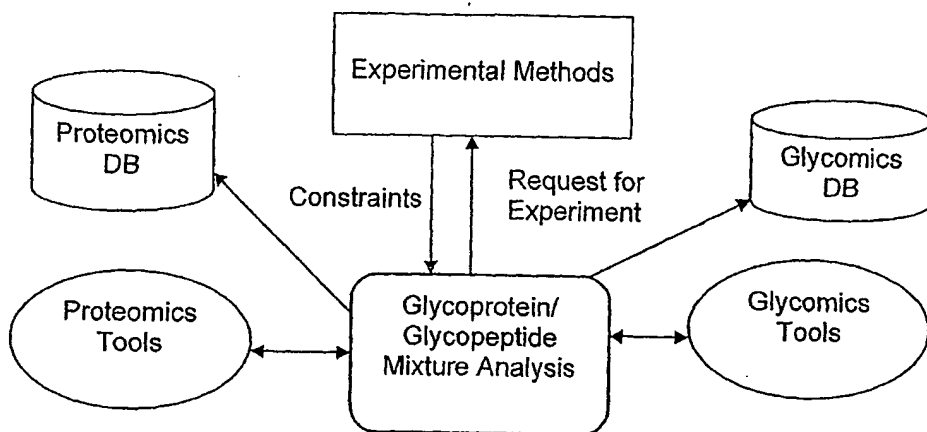 Experimental Methods
Proteomics
DB
Glycomics
DB
Constraints
Request for
Experiment
Proteomics
Tools
Glycoprotein/
Glycopeptide
Mixture Analysis
Glycomics
Tools